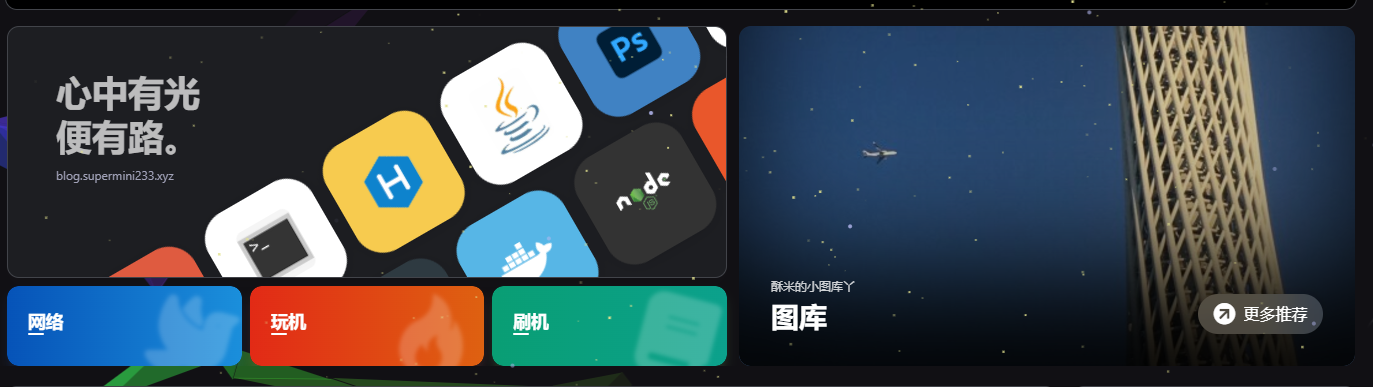 心中有光
便有路。
blog.supermini233.xyz
Ps
>_
node
网络
玩机
刷机
酥米的小图库丫
图库
更多推荐